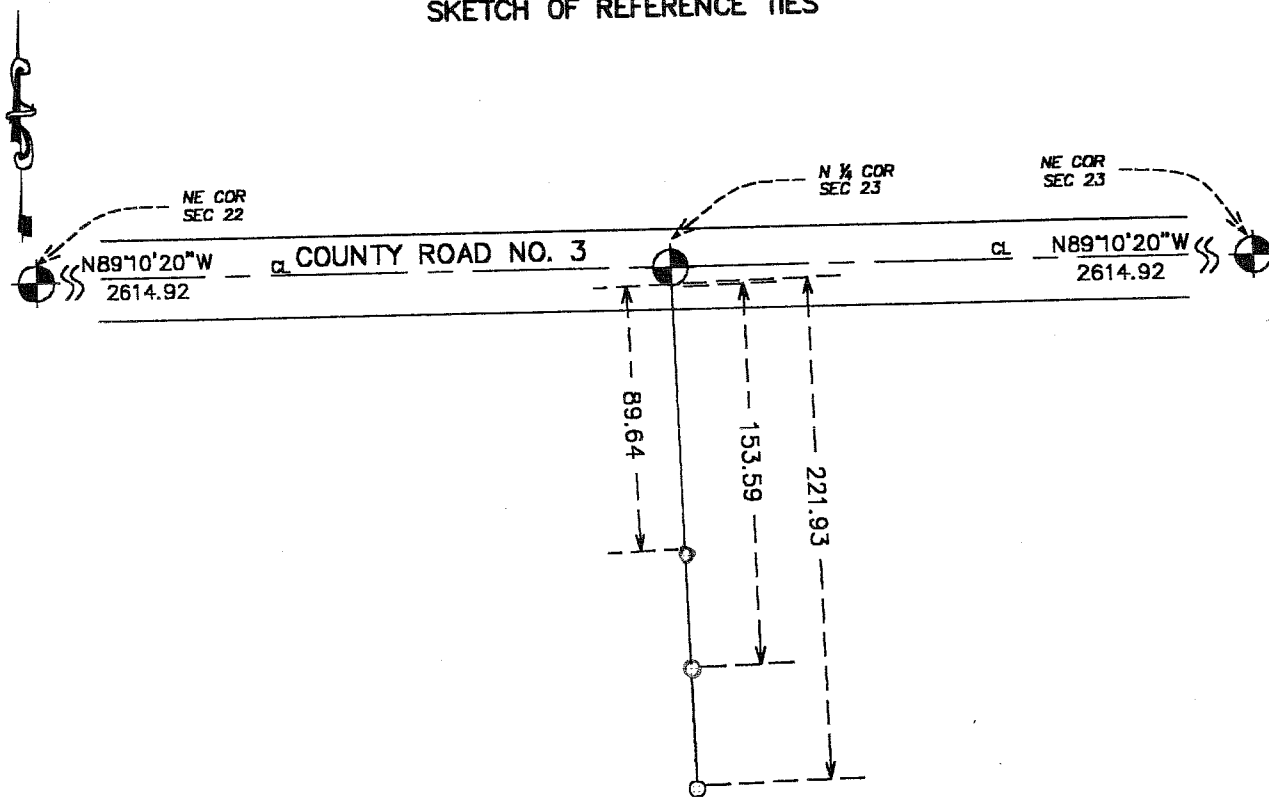 SKETCH OF REFERENCE TIES
NE COR
SEC 22
N ¼ COR
SEC 23
NE COR
SEC 23
N89°10'20"W
2614.92
CL COUNTY ROAD NO. 3
CL
N89°10'20"W
2614.92
89.64
153.59
221.93